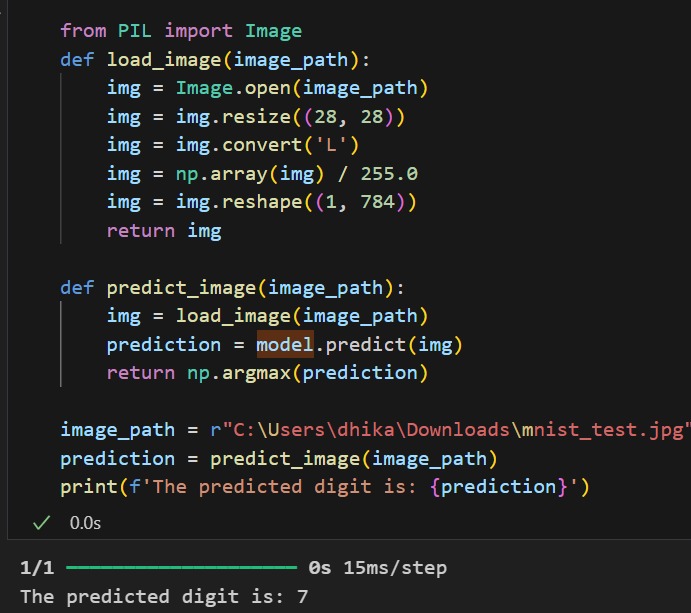 from PIL import Image
def load_image(image_path):
    img = Image.open(image_path)
    img = img.resize((28, 28))
    img = img.convert('L')
    img = np.array(img) / 255.0
    img = img.reshape((1, 784))
    return img

def predict_image(image_path):
    img = load_image(image_path)
    prediction = model.predict(img)
    return np.argmax(prediction)

image_path = r"C:\Users\dhika\Downloads\mnist_test.jpg"
prediction = predict_image(image_path)
print(f'The predicted digit is: {prediction}')
✓ 0.0s
1/1 ━━━━━━━━━━━━━━━━━━━━ 0s 15ms/step
The predicted digit is: 7